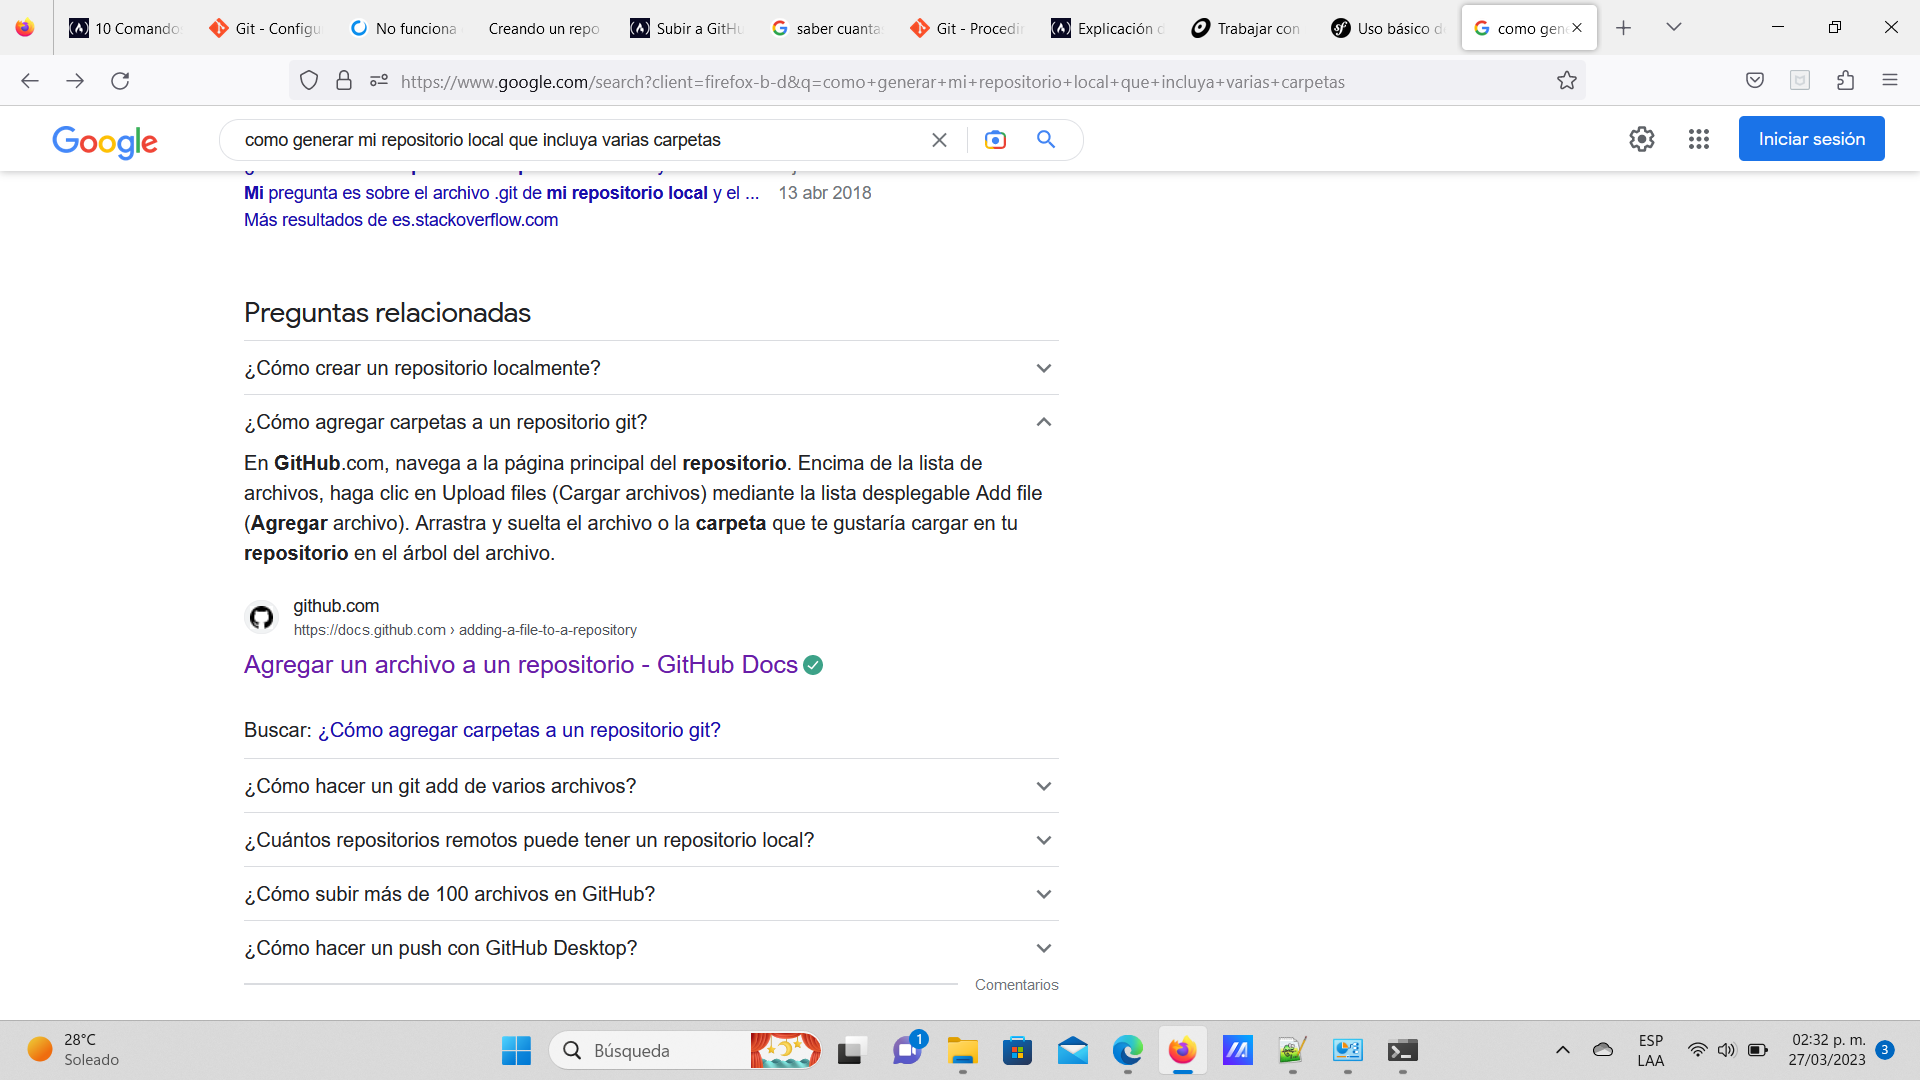 10 Comandos
Git - Configu
No funciona
Creando un repo
Subir a GitHu
saber cuanta
Git - Procedir
Explicación d
Trabajar con
Uso básico d
como gen
https://www.google.com/search?client=firefox-b-d&q=como+generar+mi+repositorio+local+que+incluya+varias+carpetas
Google
como generar mi repositorio local que incluya varias carpetas
Iniciar sesión
Mi pregunta es sobre el archivo .git de mi repositorio local y el ... 13 abr 2018
Más resultados de es.stackoverflow.com
Preguntas relacionadas
¿Cómo crear un repositorio localmente?
¿Cómo agregar carpetas a un repositorio git?
En GitHub.com, navega a la página principal del repositorio. Encima de la lista de
archivos, haga clic en Upload files (Cargar archivos) mediante la lista desplegable Add file
(Agregar archivo). Arrastra y suelta el archivo o la carpeta que te gustaría cargar en tu
repositorio en el árbol del archivo.
github.com
https://docs.github.com › adding-a-file-to-a-repository
Agregar un archivo a un repositorio - GitHub Docs
Buscar: ¿Cómo agregar carpetas a un repositorio git?
¿Cómo hacer un git add de varios archivos?
¿Cuántos repositorios remotos puede tener un repositorio local?
¿Cómo subir más de 100 archivos en GitHub?
¿Cómo hacer un push con GitHub Desktop?
Comentarios
28°C
Soleado
Búsqueda
1
ESP
LAA
02:32 p. m.
27/03/2023
3